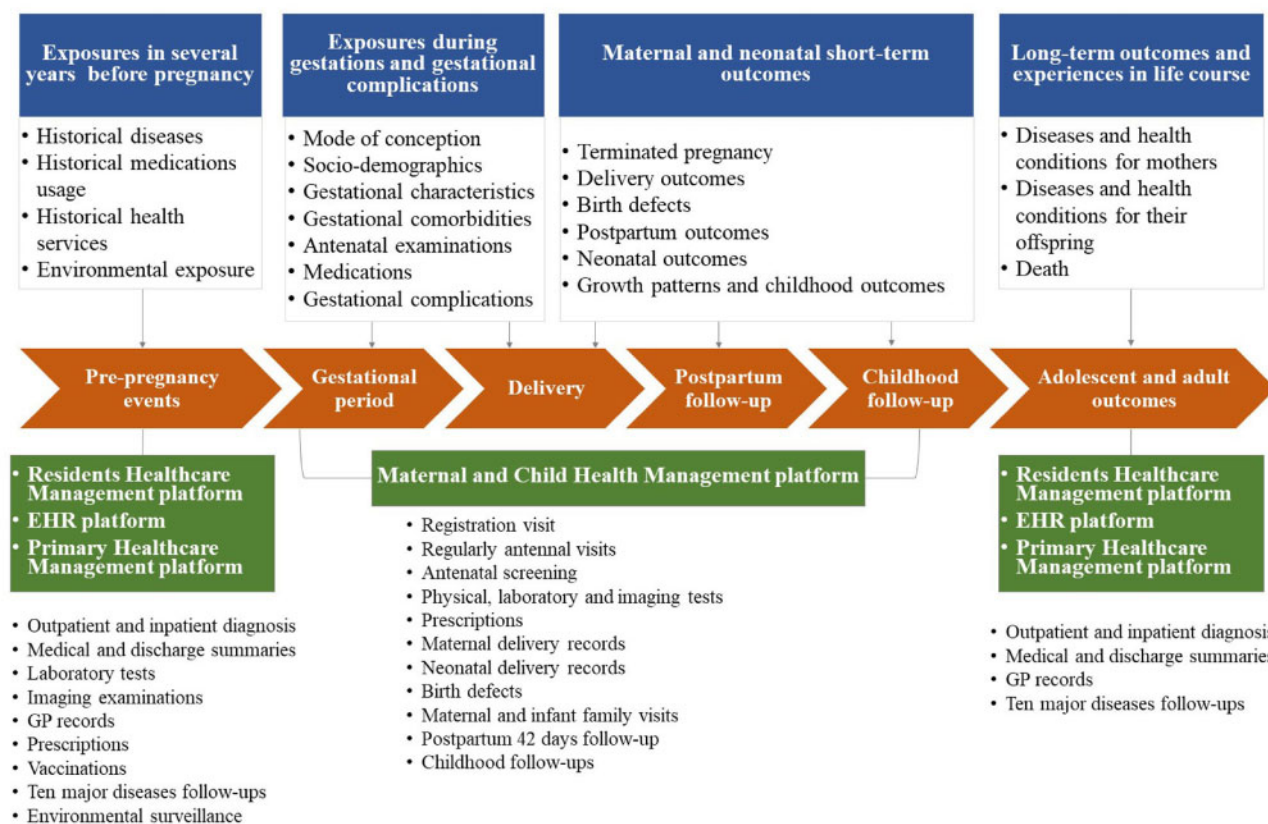 Exposures in several
years before pregnancy
• Historical diseases
• Historical medications
usage
• Historical health
services
• Environmental exposure
Exposures during
gestations and gestational
complications
• Mode of conception
• Socio-demographics
• Gestational characteristics
• Gestational comorbidities
• Antenatal examinations
• Medications
• Gestational complications
Maternal and neonatal short-term
outcomes
• Terminated pregnancy
• Delivery outcomes
• Birth defects
• Postpartum outcomes
• Neonatal outcomes
• Growth patterns and childhood outcomes
Long-term outcomes and
experiences in life course
• Diseases and health
conditions for mothers
• Diseases and health
conditions for their
offspring
• Death
Pre-pregnancy
events
Gestational
period
Delivery
Postpartum
follow-up
Childhood
follow-up
Adolescent and adult
outcomes
• Residents Healthcare
Management platform
• EHR platform
• Primary Healthcare
Management platform
• Outpatient and inpatient diagnosis
• Medical and discharge summaries
• Laboratory tests
• Imaging examinations
• GP records
• Prescriptions
• Vaccinations
• Ten major diseases follow-ups
• Environmental surveillance
Maternal and Child Health Management platform
• Registration visit
• Regularly antennal visits
• Antenatal screening
• Physical, laboratory and imaging tests
• Prescriptions
• Maternal delivery records
• Neonatal delivery records
• Birth defects
• Maternal and infant family visits
• Postpartum 42 days follow-up
• Childhood follow-ups
• Residents Healthcare
Management platform
• EHR platform
• Primary Healthcare
Management platform
• Outpatient and inpatient diagnosis
• Medical and discharge summaries
• GP records
• Ten major diseases follow-ups